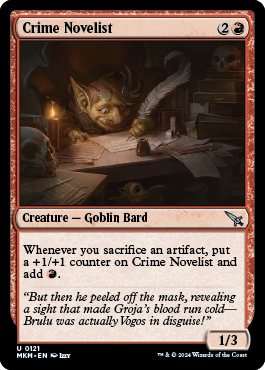 Crime Novelist 2
Creature — Goblin Bard
Whenever you sacrifice an artifact, put
a +1/+1 counter on Crime Novelist and
add .
“But then he peeled off the mask, revealing
a sight that made Groja’s blood run cold—
Brulu was actually Vogos in disguise!”
1/3
U 0121
MKM • EN Izzy
™ & © 2024 Wizards of the Coast